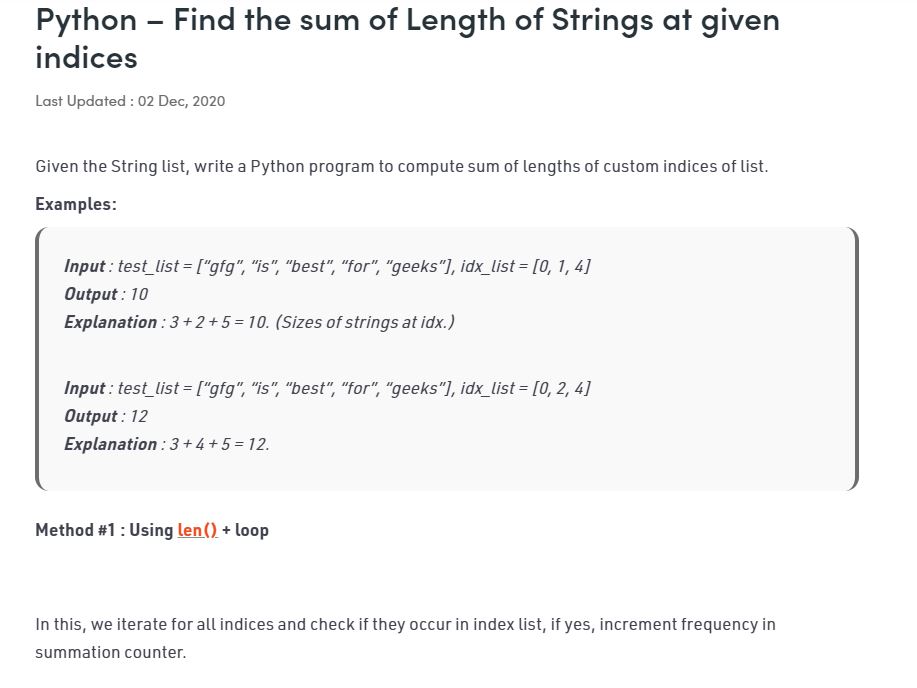 Python – Find the sum of Length of Strings at given
indices
Last Updated : 02 Dec, 2020
Given the String list, write a Python program to compute sum of lengths of custom indices of list.
Examples:
Input : test_list = [“gfg”, “is”, “best”, “for”, “geeks”], idx_list = [0, 1, 4]
Output : 10
Explanation : 3 + 2 + 5 = 10. (Sizes of strings at idx.)
Input : test_list = [“gfg”, “is”, “best”, “for”, “geeks”], idx_list = [0, 2, 4]
Output : 12
Explanation : 3 + 4 + 5 = 12.
Method #1 : Using len() + loop
In this, we iterate for all indices and check if they occur in index list, if yes, increment frequency in
summation counter.